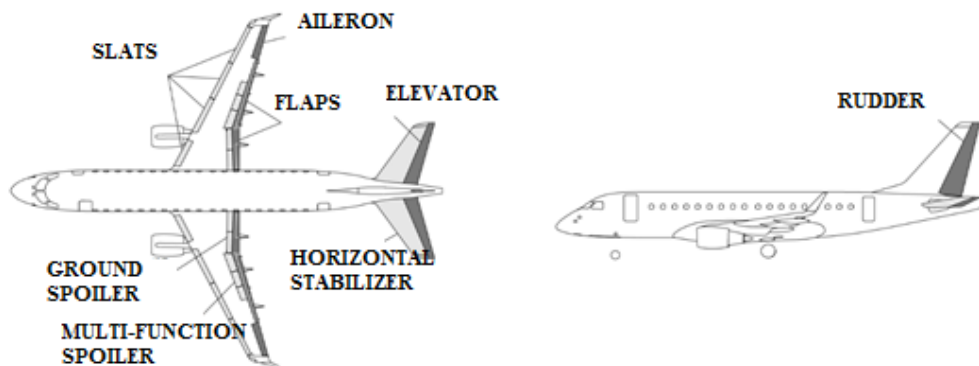 AILERON
SLATS
FLAPS
ELEVATOR
RUDDER
GROUND
SPOILER
HORIZONTAL
STABILIZER
MULTI-FUNCTION
SPOILER